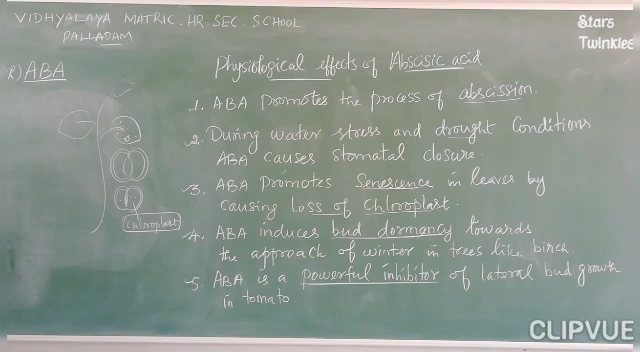 VIDHYALAYA MATRIC. HR. SEC. SCHOOL
PALLADAM
Stars
Twinkles
R) ABA
Physiological effects of Abscisic acid
1. ABA Promotes the process of abscission.
2. During water stress and drought Conditions
ABA causes stomatal closure.
3. ABA Promotes Senescence in leaves by
causing Loss of Chlroplast.
Chlroplast
4. ABA induces bud dormancy towards
the approach of winter in trees like birch
5. ABA is a powerful inhibitor of lateral bud growth
in tomato
CLIPVUE